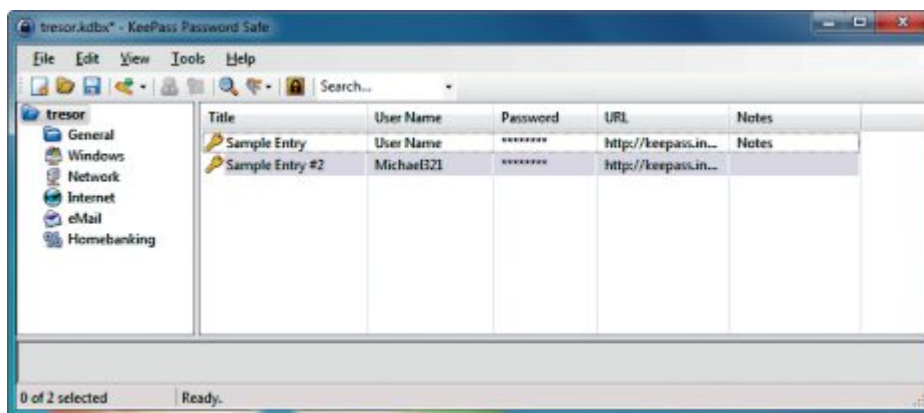 tresor.kdbx* - KeePass Password Safe
File Edit View Tools Help
Search...
tresor
General
Windows
Network
Internet
eMail
Homebanking
Title User Name Password URL Notes
Sample Entry User Name ******** http://keepass.in... Notes
Sample Entry #2 Michael321 ******** http://keepass.in...
0 of 2 selected Ready.